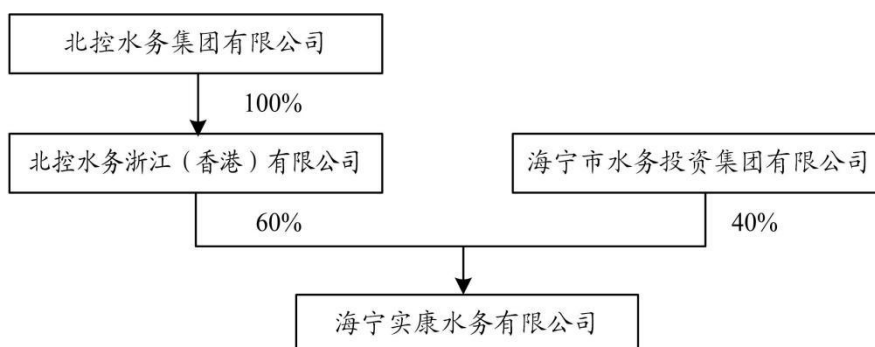 北控水务集团有限公司
100%
北控水务浙江（香港）有限公司
海宁市水务投资集团有限公司
60%
40%
海宁实康水务有限公司